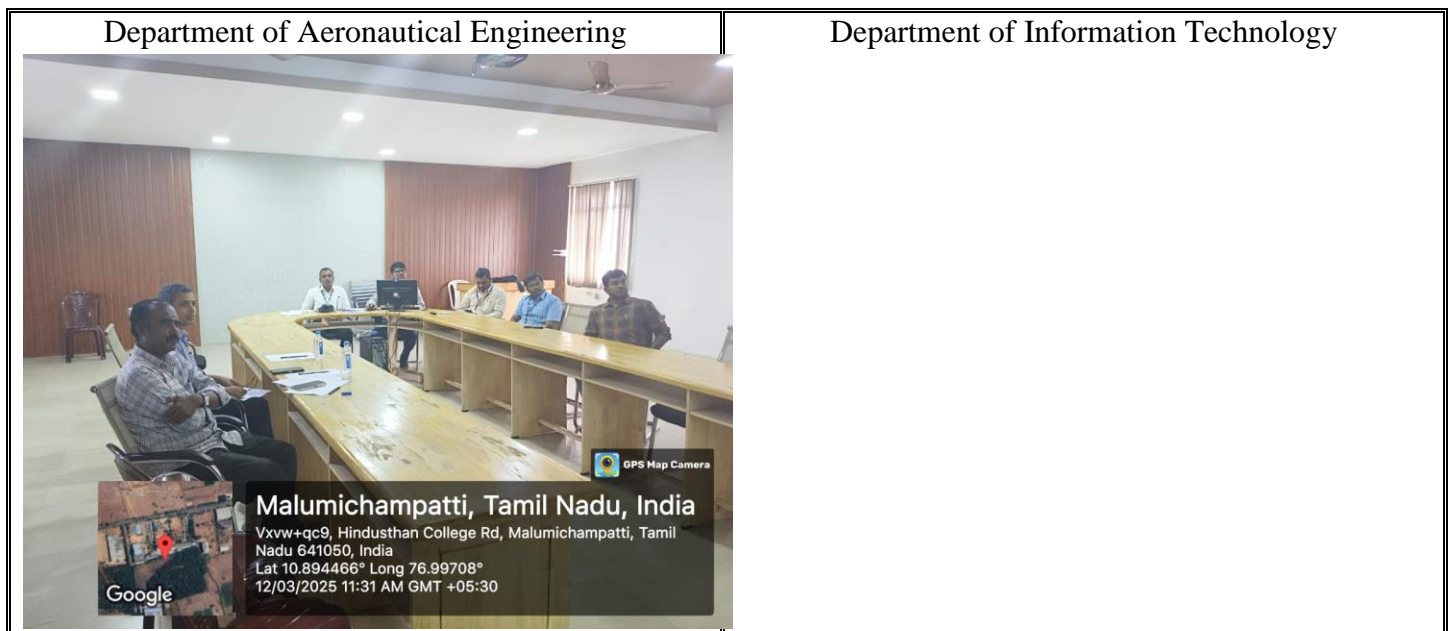 Department of Aeronautical Engineering
Department of Information Technology
GPS Map Camera
Malumichampatti, Tamil Nadu, India
Vxvw+qc9, Hindusthan College Rd, Malumichampatti, Tamil
Nadu 641050, India
Lat 10.894466° Long 76.99708°
12/03/2025 11:31 AM GMT +05:30
Google